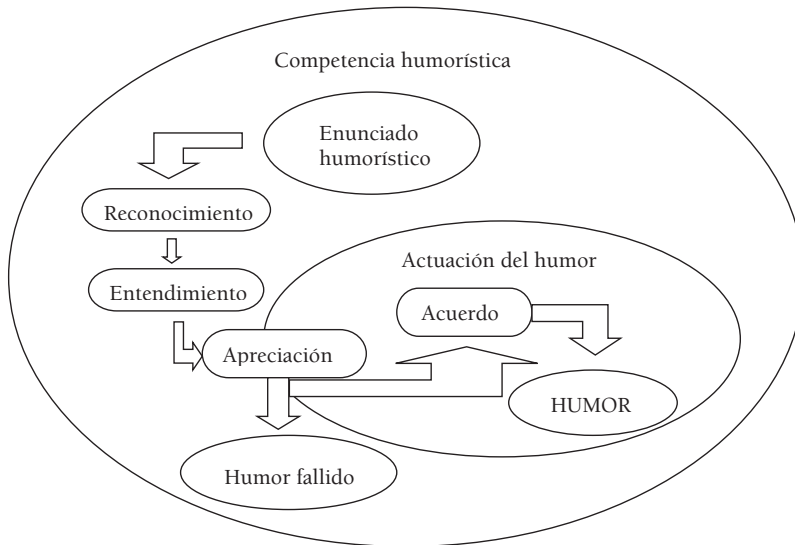 Competencia humorística
Enunciado
humorístico
Reconocimiento
Entendimiento
Actuación del humor
Acuerdo
Apreciación
HUMOR
Humor fallido